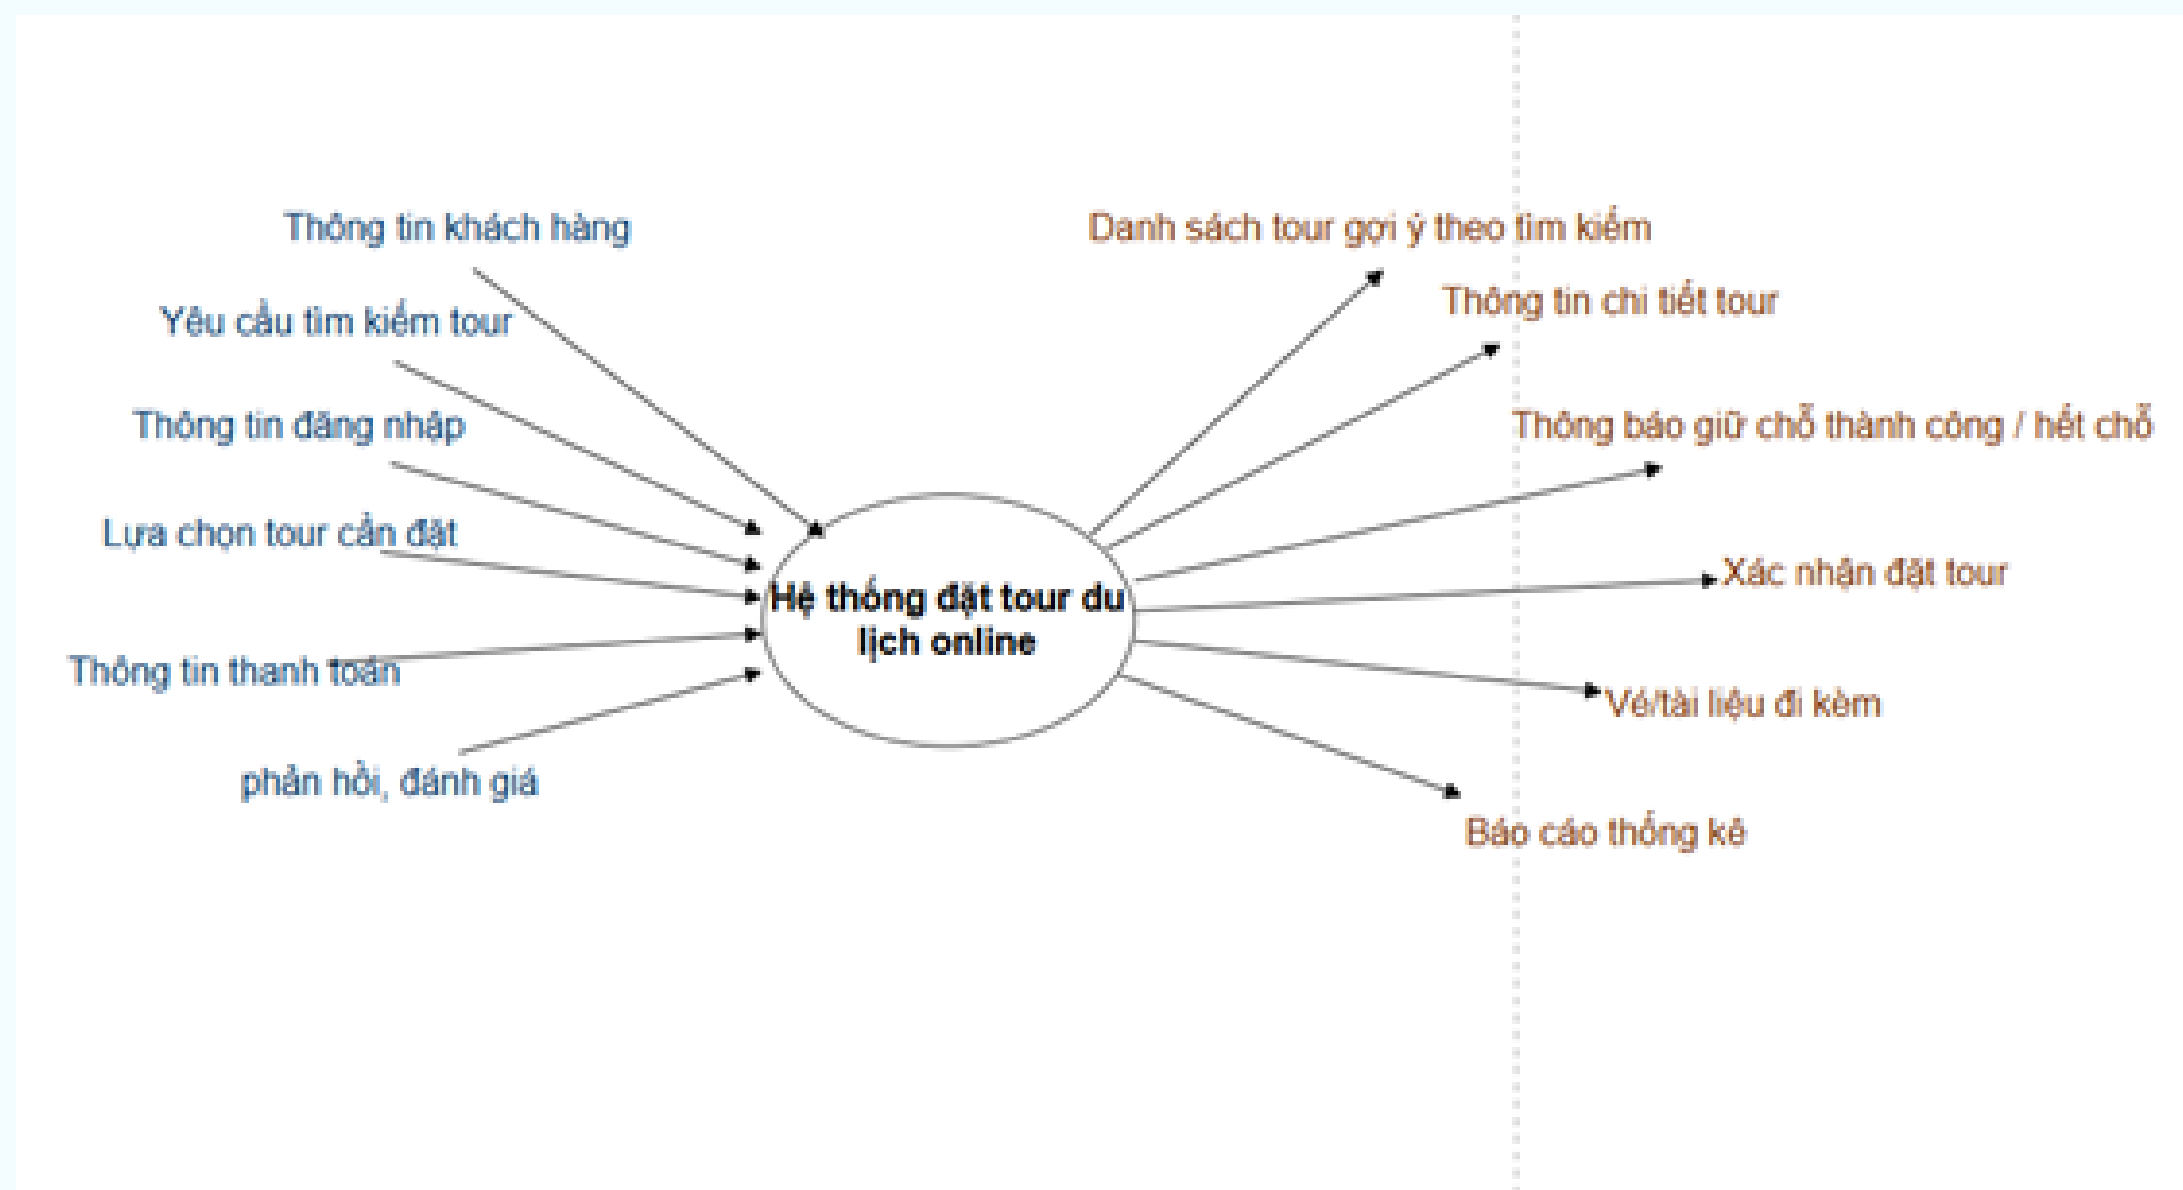 Thông tin khách hàng
Yêu cầu tìm kiếm tour
Thông tin đăng nhập
Lựa chọn tour cần đặt
Thông tin thanh toán
phản hồi, đánh giá
Hệ thống đặt tour du
lịch online
Danh sách tour gợi ý theo tìm kiếm
Thông tin chi tiết tour
Thông báo giữ chỗ thành công / hết chỗ
Xác nhận đặt tour
Vé/tài liệu đi kèm
Báo cáo thống kê